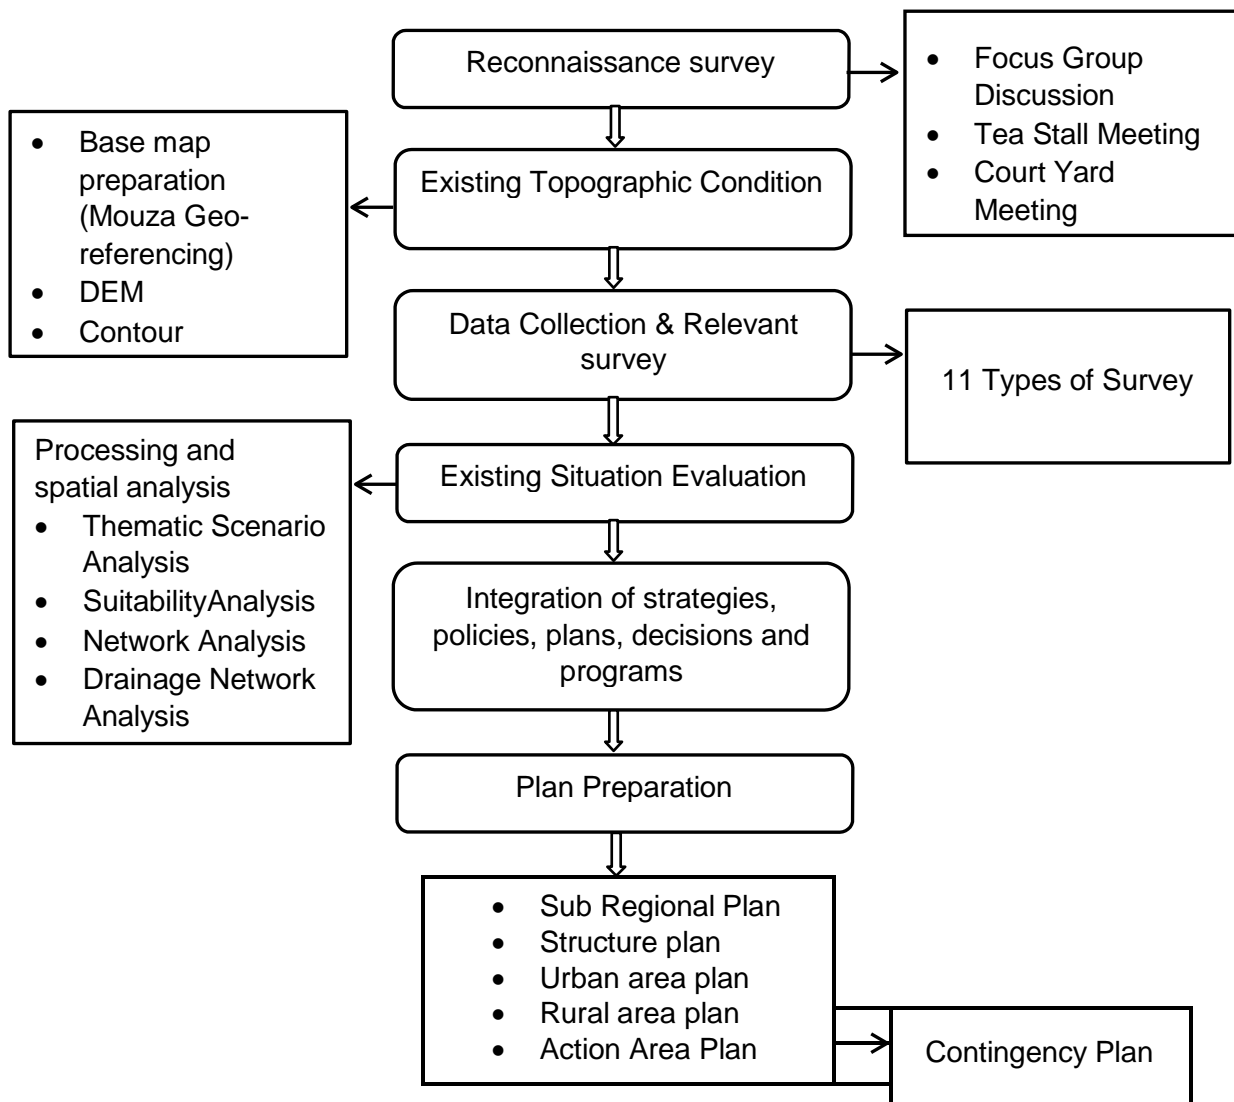 Reconnaissance survey
• Focus Group
Discussion
• Tea Stall Meeting
• Court Yard
Meeting
• Base map
preparation
(Mouza Geo-
referencing)
• DEM
• Contour
Existing Topographic Condition
Data Collection & Relevant
survey
11 Types of Survey
Processing and
spatial analysis
• Thematic Scenario
Analysis
• SuitabilityAnalysis
• Network Analysis
• Drainage Network
Analysis
Existing Situation Evaluation
Integration of strategies,
policies, plans, decisions and
programs
Plan Preparation
• Sub Regional Plan
• Structure plan
• Urban area plan
• Rural area plan
• Action Area Plan
Contingency Plan